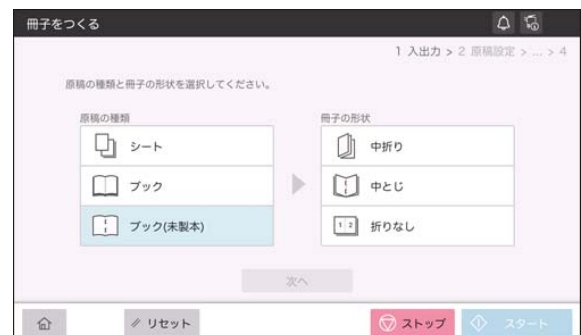 冊子をつくる
1 入出力 > 2 原稿設定 > ... > 4
原稿の種類と冊子の形状を選択してください。
原稿の種類
シート
ブック
ブック(未製本)
冊子の形状
中折り
中とじ
1 2 折りなし
次へ
リセット
ストップ
スタート